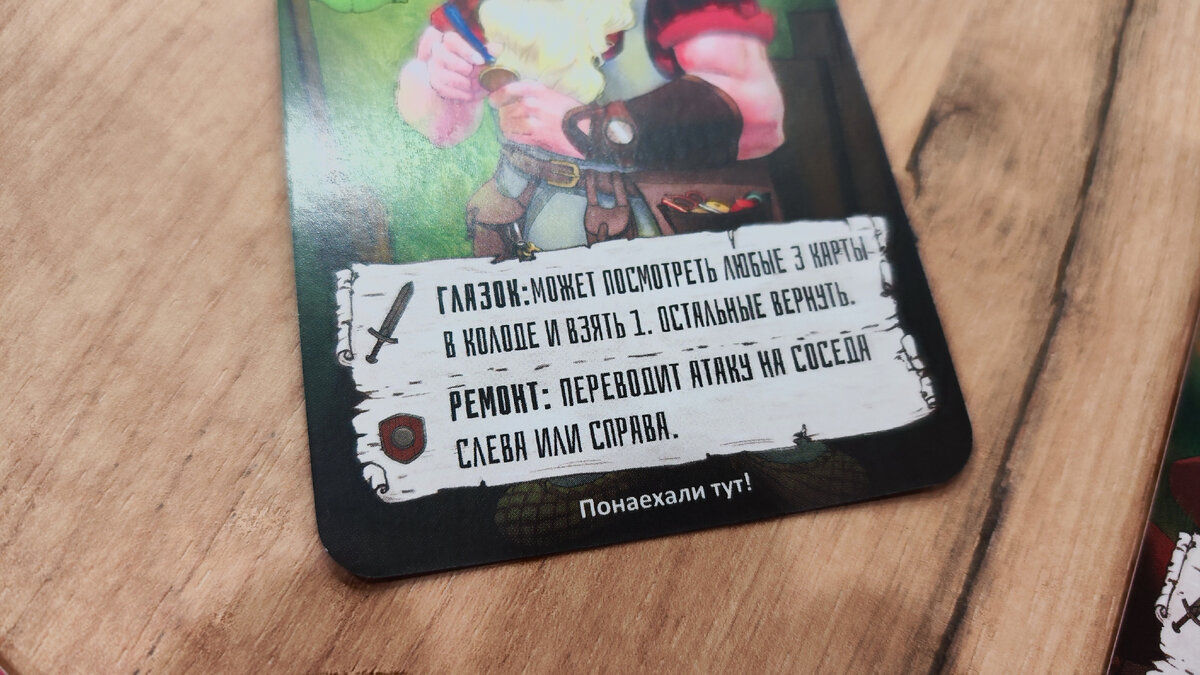 ГЛАЗОК: МОЖЕТ ПОСМОТРЕТЬ ЛЮБЫЕ 3 КАРТЫ
В КОЛОДЕ И ВЗЯТЬ 1. ОСТАЛЬНЫЕ ВЕРНУТЬ.
РЕМОНТ: ПЕРЕВОДИТ АТАКУ НА СОСЕДА
СЛЕВА ИЛИ СПРАВА.
Понаехали тут!